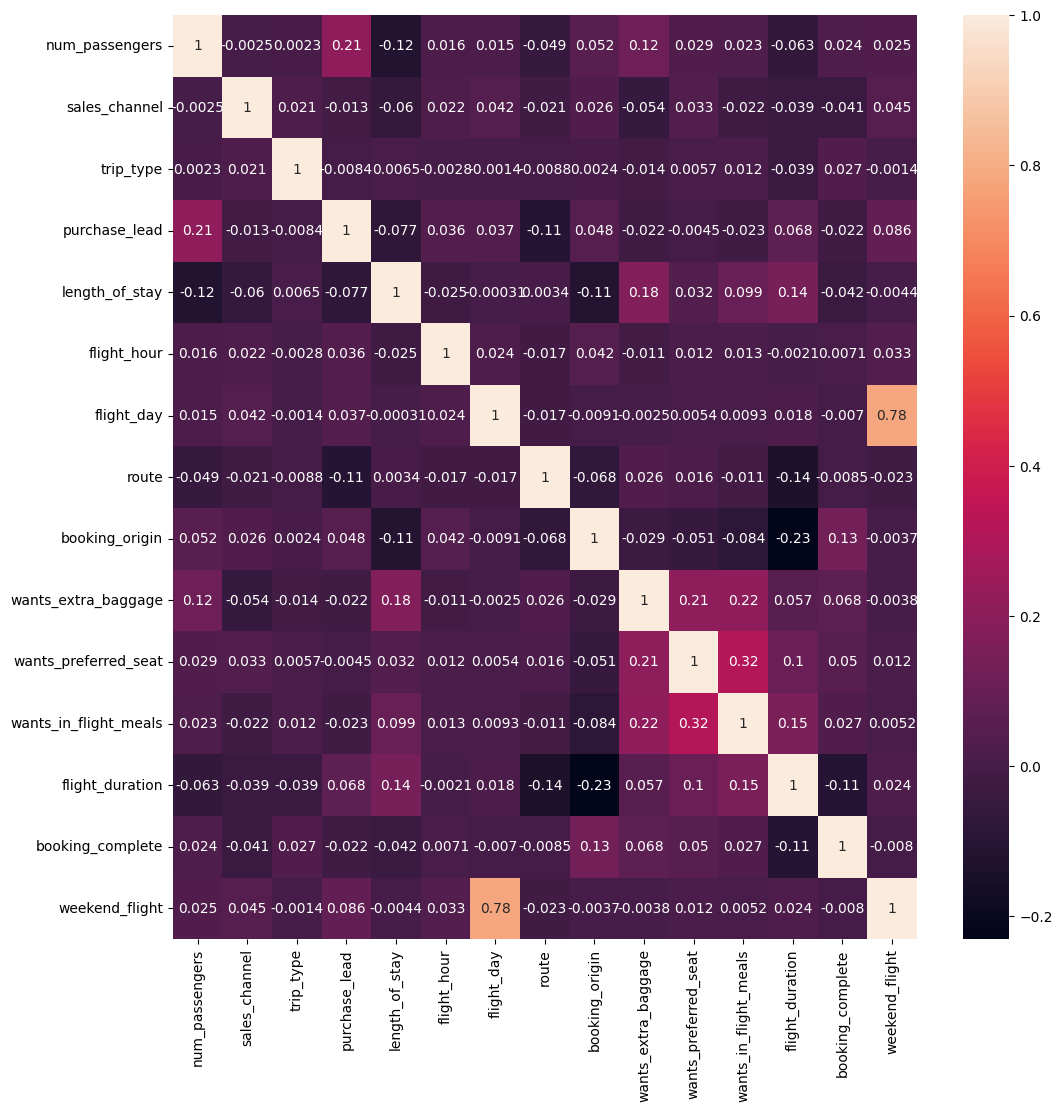 num_passengers 1 -0.0025 0.0023 0.21 -0.12 0.016 0.015 -0.049 0.052 0.12 0.029 0.023 -0.063 0.024 0.025
sales_channel -0.0025 1 0.021 -0.013 -0.06 0.022 0.042 -0.021 0.026 -0.054 0.033 -0.022 -0.039 -0.041 0.045
trip_type 0.0023 0.021 1 -0.0084 0.0065 -0.0028 -0.0014 -0.0088 0.0024 -0.014 0.0057 0.012 -0.039 0.027 -0.0014
purchase_lead 0.21 -0.013 -0.0084 1 -0.077 0.036 0.037 -0.11 0.048 -0.022 -0.0045 -0.023 0.068 -0.022 0.086
length_of_stay -0.12 -0.06 0.0065 -0.077 1 -0.025 -0.00031 0.0034 -0.11 0.18 0.032 0.099 0.14 -0.042 -0.0044
flight_hour 0.016 0.022 -0.0028 0.036 -0.025 1 0.024 -0.017 0.042 -0.011 0.012 0.013 -0.0021 0.0071 0.033
flight_day 0.015 0.042 -0.0014 0.037 -0.00031 0.024 1 -0.017 -0.0091 -0.0025 0.0054 0.0093 0.018 -0.007 0.78
route -0.049 -0.021 -0.0088 -0.11 0.0034 -0.017 -0.017 1 -0.068 0.026 0.016 -0.011 -0.14 -0.0085 -0.023
booking_origin 0.052 0.026 0.0024 0.048 -0.11 0.042 -0.0091 -0.068 1 -0.029 -0.051 -0.084 -0.23 0.13 -0.0037
wants_extra_baggage 0.12 -0.054 -0.014 -0.022 0.18 -0.011 -0.0025 0.026 -0.029 1 0.21 0.22 0.057 0.068 -0.0038
wants_preferred_seat 0.029 0.033 0.0057 -0.0045 0.032 0.012 0.0054 0.016 -0.051 0.21 1 0.32 0.1 0.05 0.012
wants_in_flight_meals 0.023 -0.022 0.012 -0.023 0.099 0.013 0.0093 -0.011 -0.084 0.22 0.32 1 0.15 0.027 0.0052
flight_duration -0.063 -0.039 -0.039 0.068 0.14 -0.0021 0.018 -0.14 -0.23 0.057 0.1 0.15 1 -0.11 0.024
booking_complete 0.024 -0.041 0.027 -0.022 -0.042 0.0071 -0.007 -0.0085 0.13 0.068 0.05 0.027 -0.11 1 -0.008
weekend_flight 0.025 0.045 -0.0014 0.086 -0.0044 0.033 0.78 -0.023 -0.0037 -0.0038 0.012 0.0052 0.024 -0.008 1
num_passengers
sales_channel
trip_type
purchase_lead
length_of_stay
flight_hour
flight_day
route
booking_origin
wants_extra_baggage
wants_preferred_seat
wants_in_flight_meals
flight_duration
booking_complete
weekend_flight
1.0
0.8
0.6
0.4
0.2
0.0
−0.2